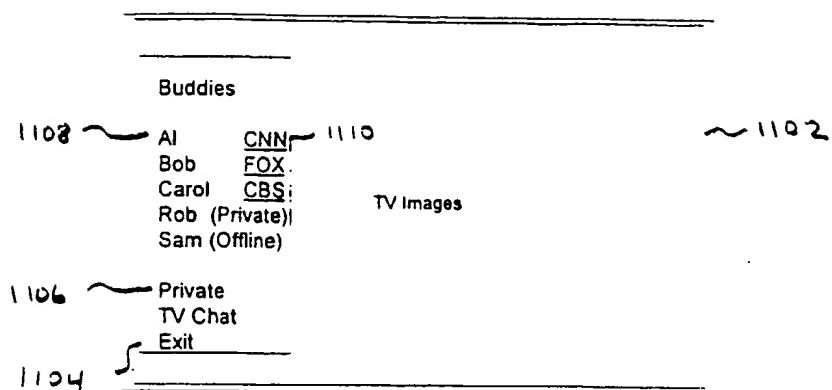 Buddies
1108 Al CNN 1110 1102
Bob FOX
Carol CBS
TV Images
Rob (Private)
Sam (Offline)
1106 Private
TV Chat
Exit
1104